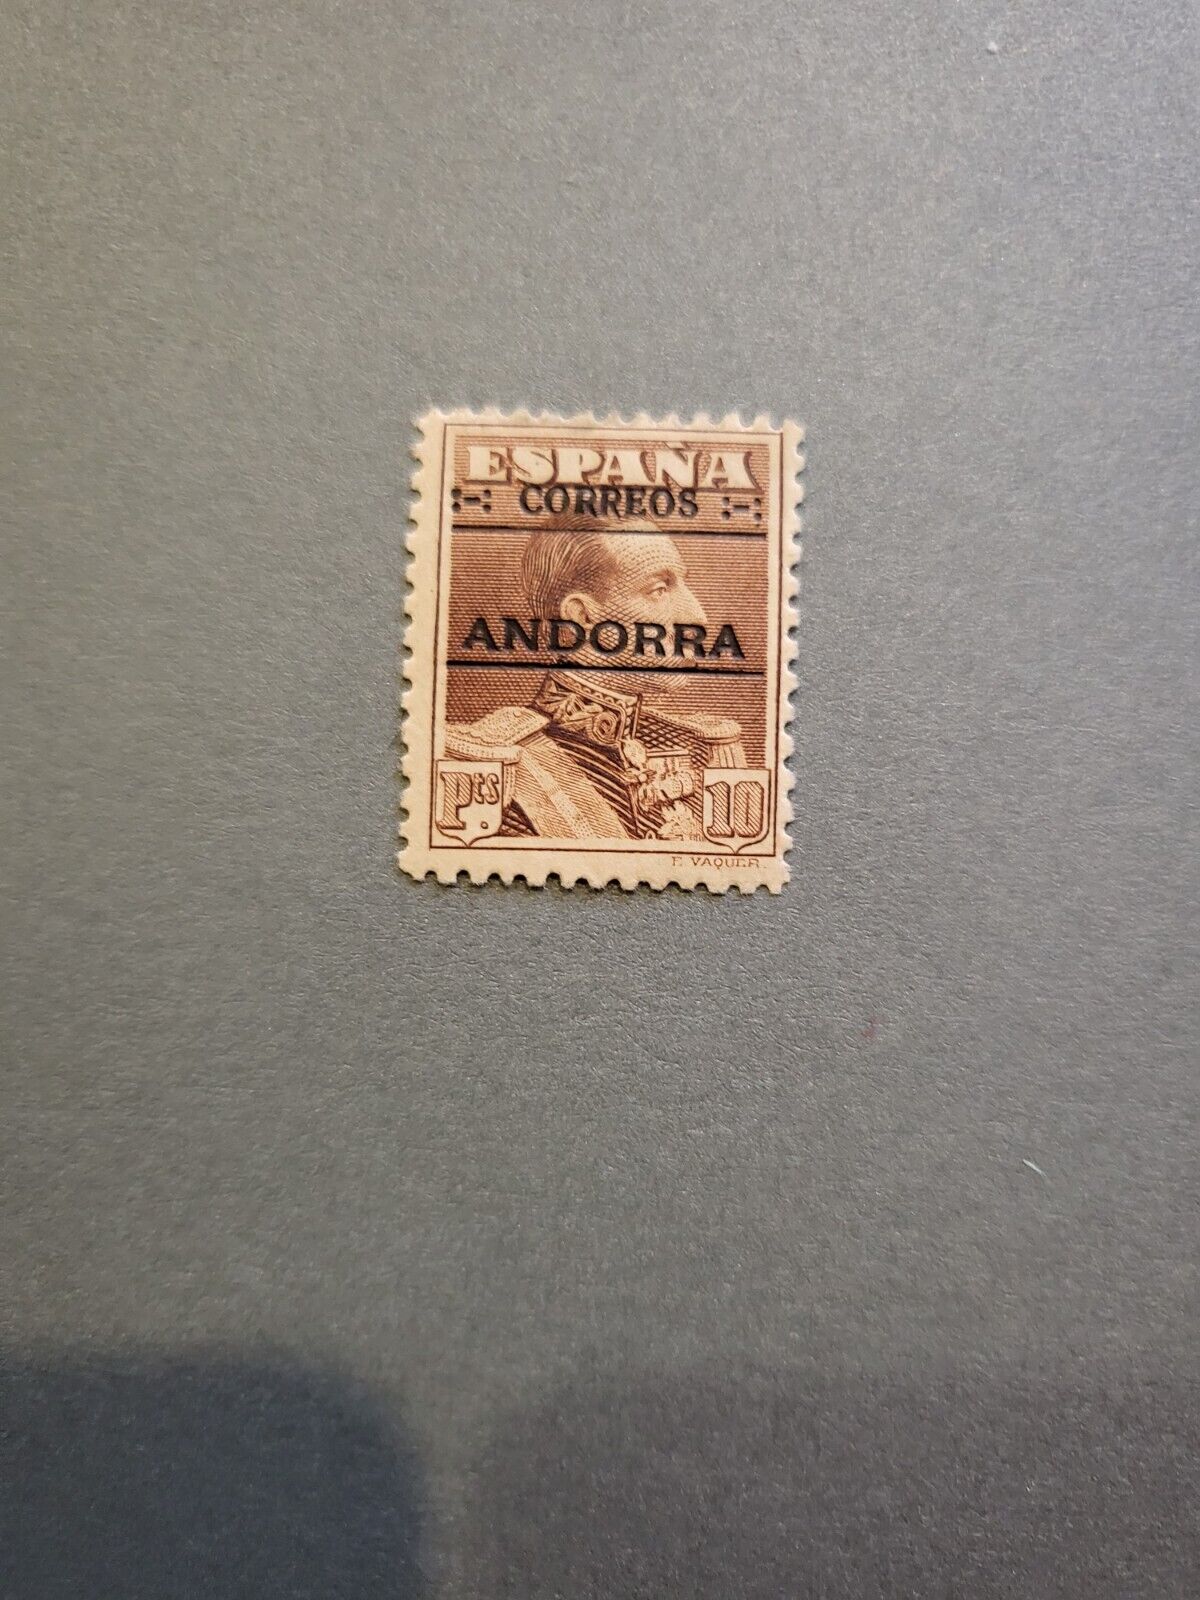 ESPAÑA
CORREOS
ANDORRA
Pts. 10
E. VAQUER.